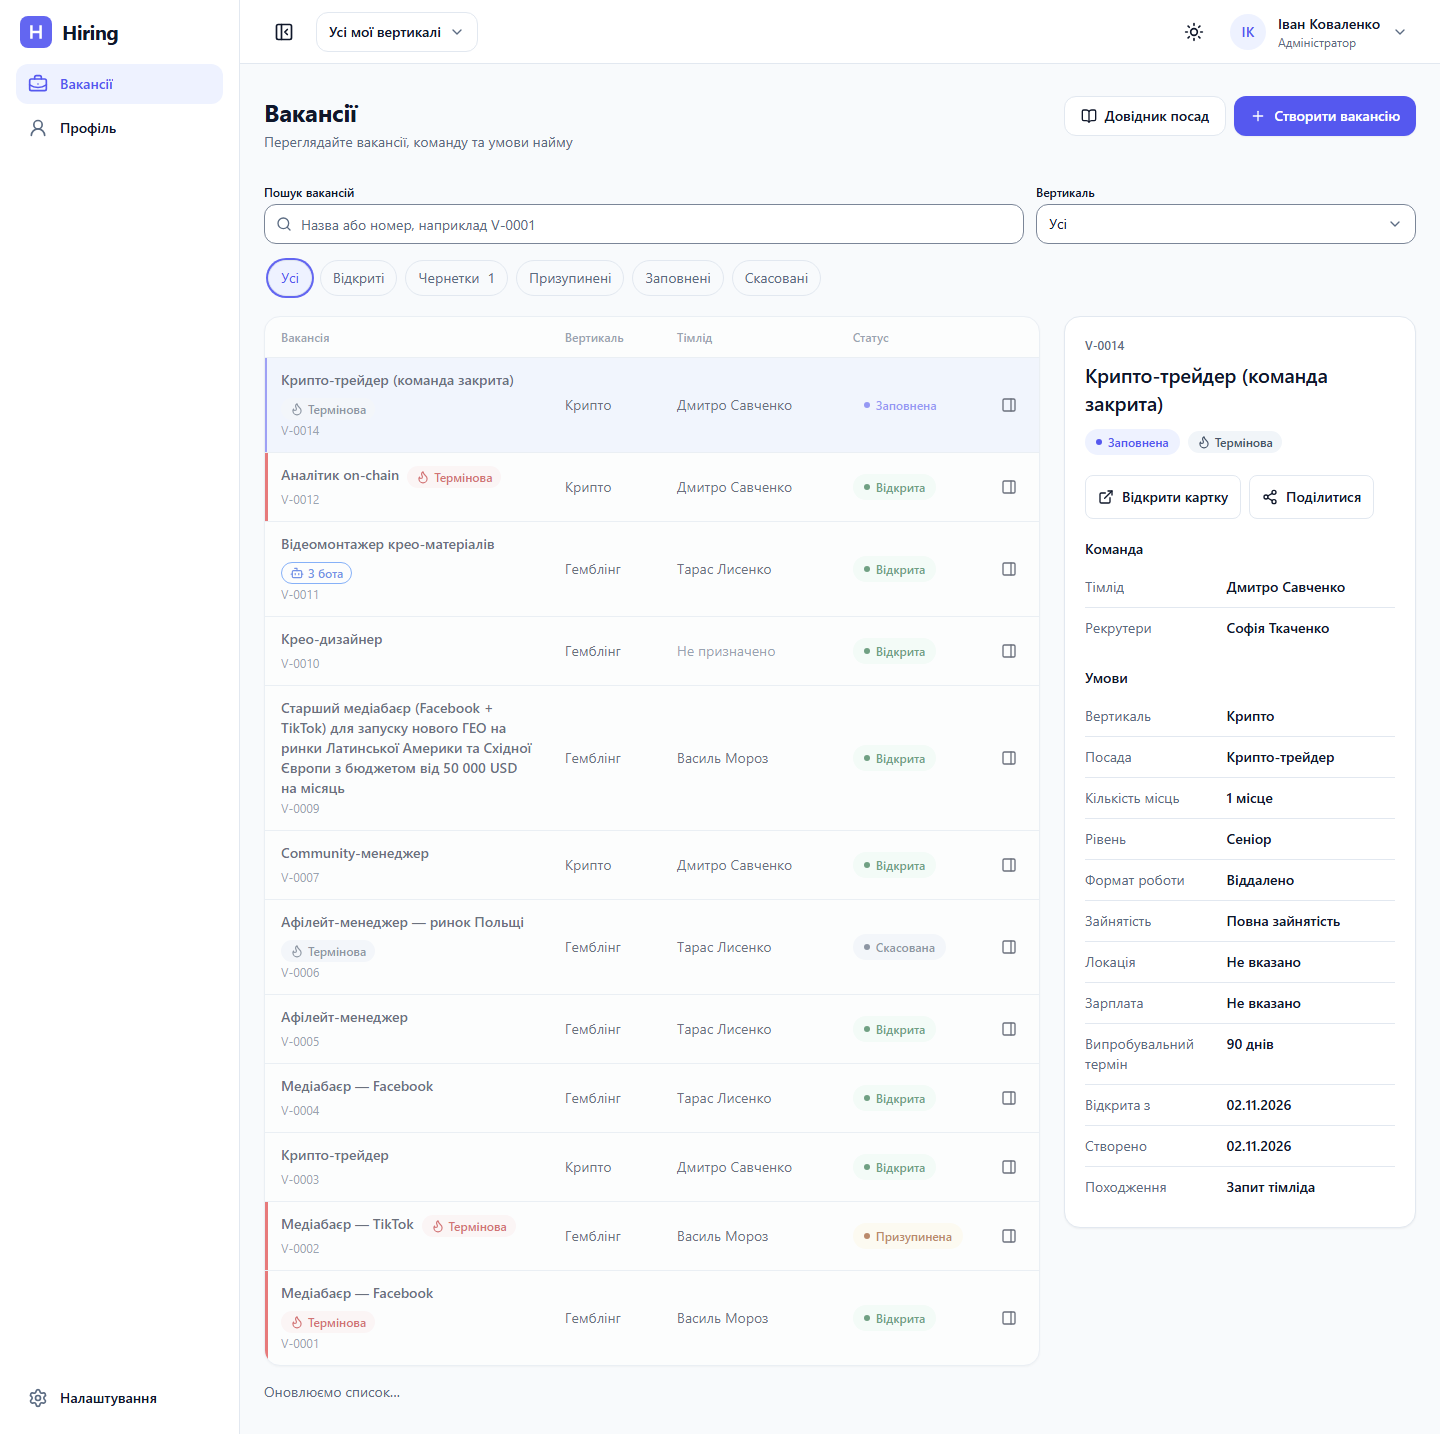 H Hiring
Вакансії
Профіль
Налаштування
Усі мої вертикалі
ІК
Іван Коваленко
Адміністратор
Вакансії
Переглядайте вакансії, команду та умови найму
Довідник посад
Створити вакансію
Пошук вакансій
Назва або номер, наприклад V-0001
Вертикаль
Усі
Усі
Відкриті
Чернетки 1
Призупинені
Заповнені
Скасовані
Вакансія Вертикаль Тімлід Статус
Крипто-трейдер (команда закрита)
Термінова
V-0014
Крипто Дмитро Савченко Заповнена
Аналітик on-chain Термінова
V-0012
Крипто Дмитро Савченко Відкрита
Відеомонтажер крео-матеріалів
З бота
V-0011
Гемблінг Тарас Лисенко Відкрита
Крео-дизайнер
V-0010
Гемблінг Не призначено Відкрита
Старший медіабаєр (Facebook +
TikTok) для запуску нового ГЕО на
ринки Латинської Америки та Східної
Європи з бюджетом від 50 000 USD
на місяць
V-0009
Гемблінг Василь Мороз Відкрита
Community-менеджер
V-0007
Крипто Дмитро Савченко Відкрита
Афілейт-менеджер — ринок Польщі
Термінова
V-0006
Гемблінг Тарас Лисенко Скасована
Афілейт-менеджер
V-0005
Гемблінг Тарас Лисенко Відкрита
Медіабаєр — Facebook
V-0004
Гемблінг Тарас Лисенко Відкрита
Крипто-трейдер
V-0003
Крипто Дмитро Савченко Відкрита
Медіабаєр — TikTok Термінова
V-0002
Гемблінг Василь Мороз Призупинена
Медіабаєр — Facebook
Термінова
V-0001
Гемблінг Василь Мороз Відкрита
Оновлюємо список...
V-0014
Крипто-трейдер (команда
закрита)
Заповнена Термінова
Відкрити картку Поділитися
Команда
Тімлід Дмитро Савченко
Рекрутери Софія Ткаченко
Умови
Вертикаль Крипто
Посада Крипто-трейдер
Кількість місць 1 місце
Рівень Сеніор
Формат роботи Віддалено
Зайнятість Повна зайнятість
Локація Не вказано
Зарплата Не вказано
Випробувальний 90 днів
термін
Відкрита з 02.11.2026
Створено 02.11.2026
Походження Запит тімліда